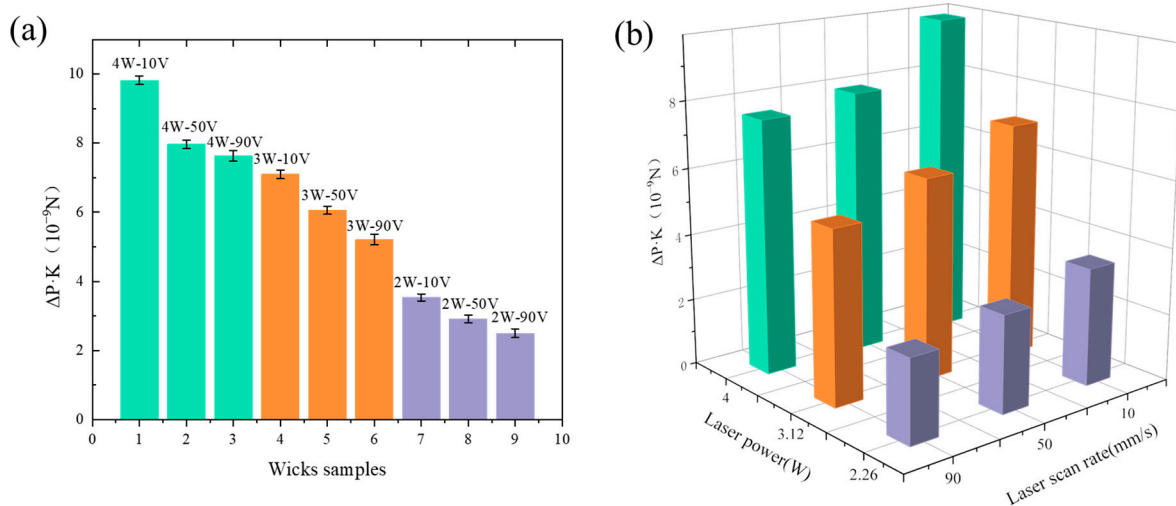 (a)
ΔP·K（10⁻⁹N）
10
8
6
4
2
0
4W-10V
4W-50V
4W-90V
3W-10V
3W-50V
3W-90V
2W-10V
2W-50V
2W-90V
0 1 2 3 4 5 6 7 8 9 10
Wicks samples
(b)
ΔP·K（10⁻⁹N）
8
6
4
2
0
4
3.12
2.26
Laser power(W)
90
50
10
Laser scan rate(mm/s)